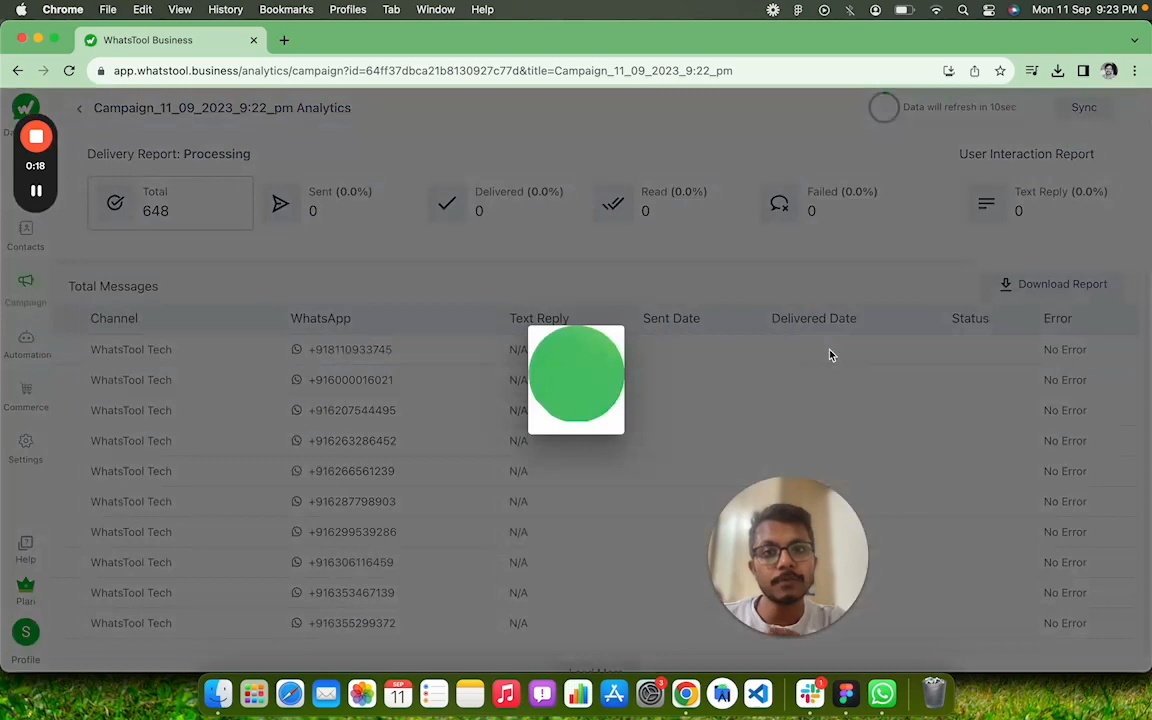 Chrome File Edit View History Bookmarks Profiles Tab Window Help Mon 11 Sep 9:23 PM
WhatsTool Business
app.whatstool.business/analytics/campaign?id=64ff37dbca21b8130927c77d&title=Campaign_11_09_2023_9:22_pm
Campaign_11_09_2023_9:22_pm Analytics Data will refresh in 10sec Sync
0:18
Delivery Report: Processing User Interaction Report
Total Sent (0.0%) Delivered (0.0%) Read (0.0%) Failed (0.0%) Text Reply (0.0%)
648 0 0 0 0 0
Contacts
Campaign
Automation
Commerce
Settings
Help
Plan
S
Profile
Total Messages Download Report
Channel WhatsApp Text Reply Sent Date Delivered Date Status Error
WhatsTool Tech +918110933745 N/A No Error
WhatsTool Tech +916000016021 N/A No Error
WhatsTool Tech +916207544495 N/A No Error
WhatsTool Tech +916263286452 N/A No Error
WhatsTool Tech +916266561239 N/A No Error
WhatsTool Tech +916287798903 N/A No Error
WhatsTool Tech +916299539286 N/A No Error
WhatsTool Tech +916306116459 N/A No Error
WhatsTool Tech +916353467139 N/A No Error
WhatsTool Tech +916355299372 N/A No Error
SEP
11
3
1